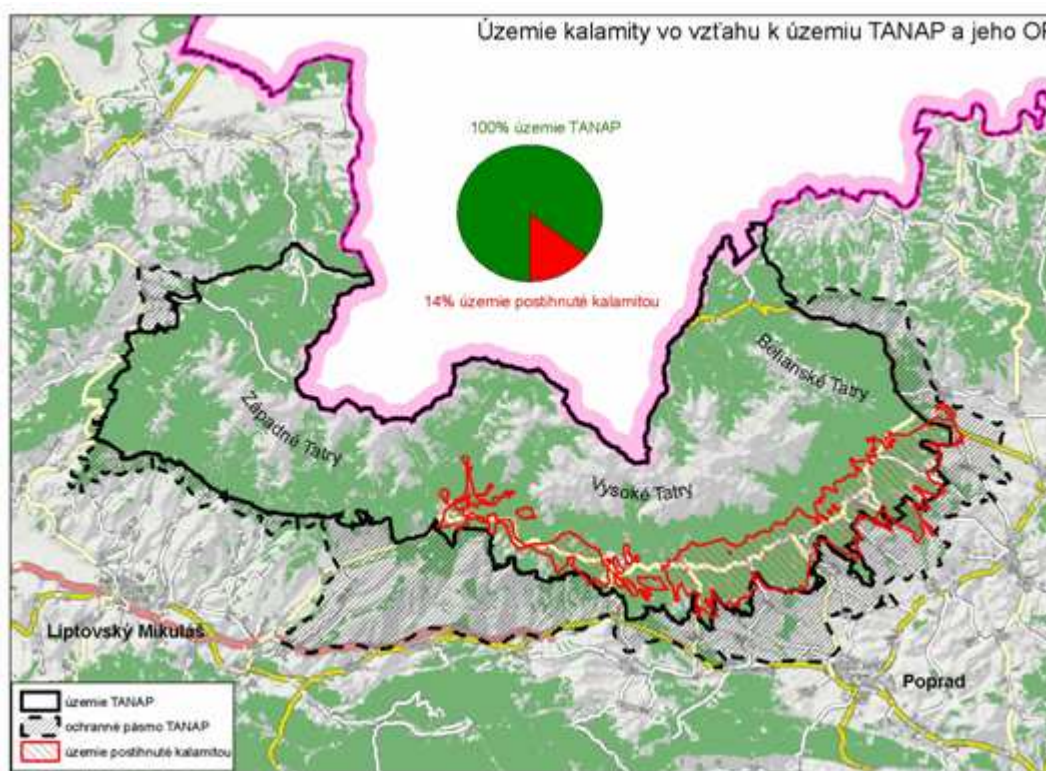 Územie kalamity vo vzťahu k územiu TANAP a jeho OP
100% územie TANAP
14% územie postihnuté kalamitou
Belianské Tatry
Západné Tatry
Vysoké Tatry
Liptovský Mikuláš
Poprad
územie TANAP
ochranné pásmo TANAP
územie postihnuté kalamitou